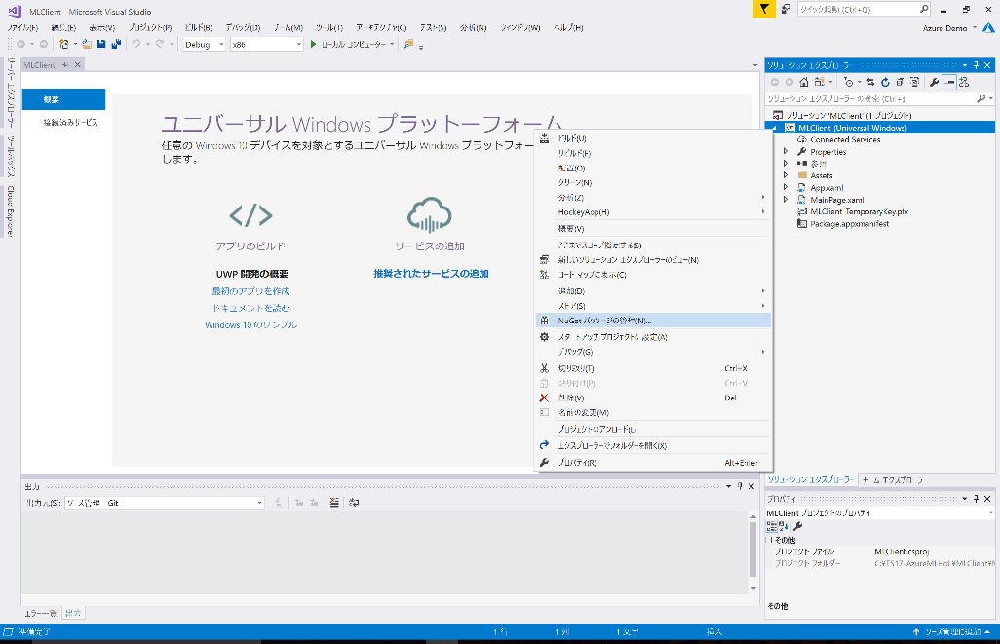 MLClient - Microsoft Visual Studio
クイック起動 (Ctrl+Q)
ファイル(F) 編集(E) 表示(V) プロジェクト(P) ビルド(B) デバッグ(D) チーム(M) ツール(T) アーキテクチャ(C) テスト(S) 分析(N) ウィンドウ(W) ヘルプ(H)
Azure Demo
Debug x86 ローカル コンピューター
サーバー エクスプローラー
ツールボックス
Cloud Explorer
MLClient
概要
接続済みサービス
ユニバーサル Windows プラットフォーム
任意の Windows 10 デバイスを対象とするユニバーサル Windows プラットフォー
します。
アプリのビルド
サービスの追加
UWP 開発の概要
推奨されたサービスの追加
最初のアプリを作成
ドキュメントを読む
Windows 10 のサンプル
ビルド(U)
リビルド(E)
配置(O)
クリーン(N)
分析(Z)
HockeyApp(H)
概要(V)
ここまでスコープ指定する(S)
新しいソリューション エクスプローラーのビュー(N)
コード マップに表示(C)
追加(D)
ストア(S)
NuGet パッケージの管理(N)...
スタートアップ プロジェクトに設定(A)
デバッグ(G)
切り取り(T) Ctrl+X
貼り付け(P) Ctrl+V
削除(V) Del
名前の変更(M)
プロジェクトのアンロード(L)
エクスプローラーでフォルダーを開く(X)
プロパティ(R) Alt+Enter
ソリューション エクスプローラー
ソリューション エクスプローラー の検索 (Ctrl+;)
ソリューション 'MLClient' (1 プロジェクト)
MLClient (Universal Windows)
Connected Services
Properties
参照
Assets
App.xaml
MainPage.xaml
MLClient_TemporaryKey.pfx
Package.appxmanifest
ソリューション エクスプローラー チーム エクスプローラー
プロパティ
MLClient プロジェクトのプロパティ
その他
プロジェクト ファイル MLClient.csproj
プロジェクト フォルダー C:¥TS17-AzureMLHoL¥MLClient¥M
その他
出力
出力元(S): ソース管理 - Git
エラー一覧 出力
準備完了 1 行 1 列 1 文字 挿入 ソース管理に追加